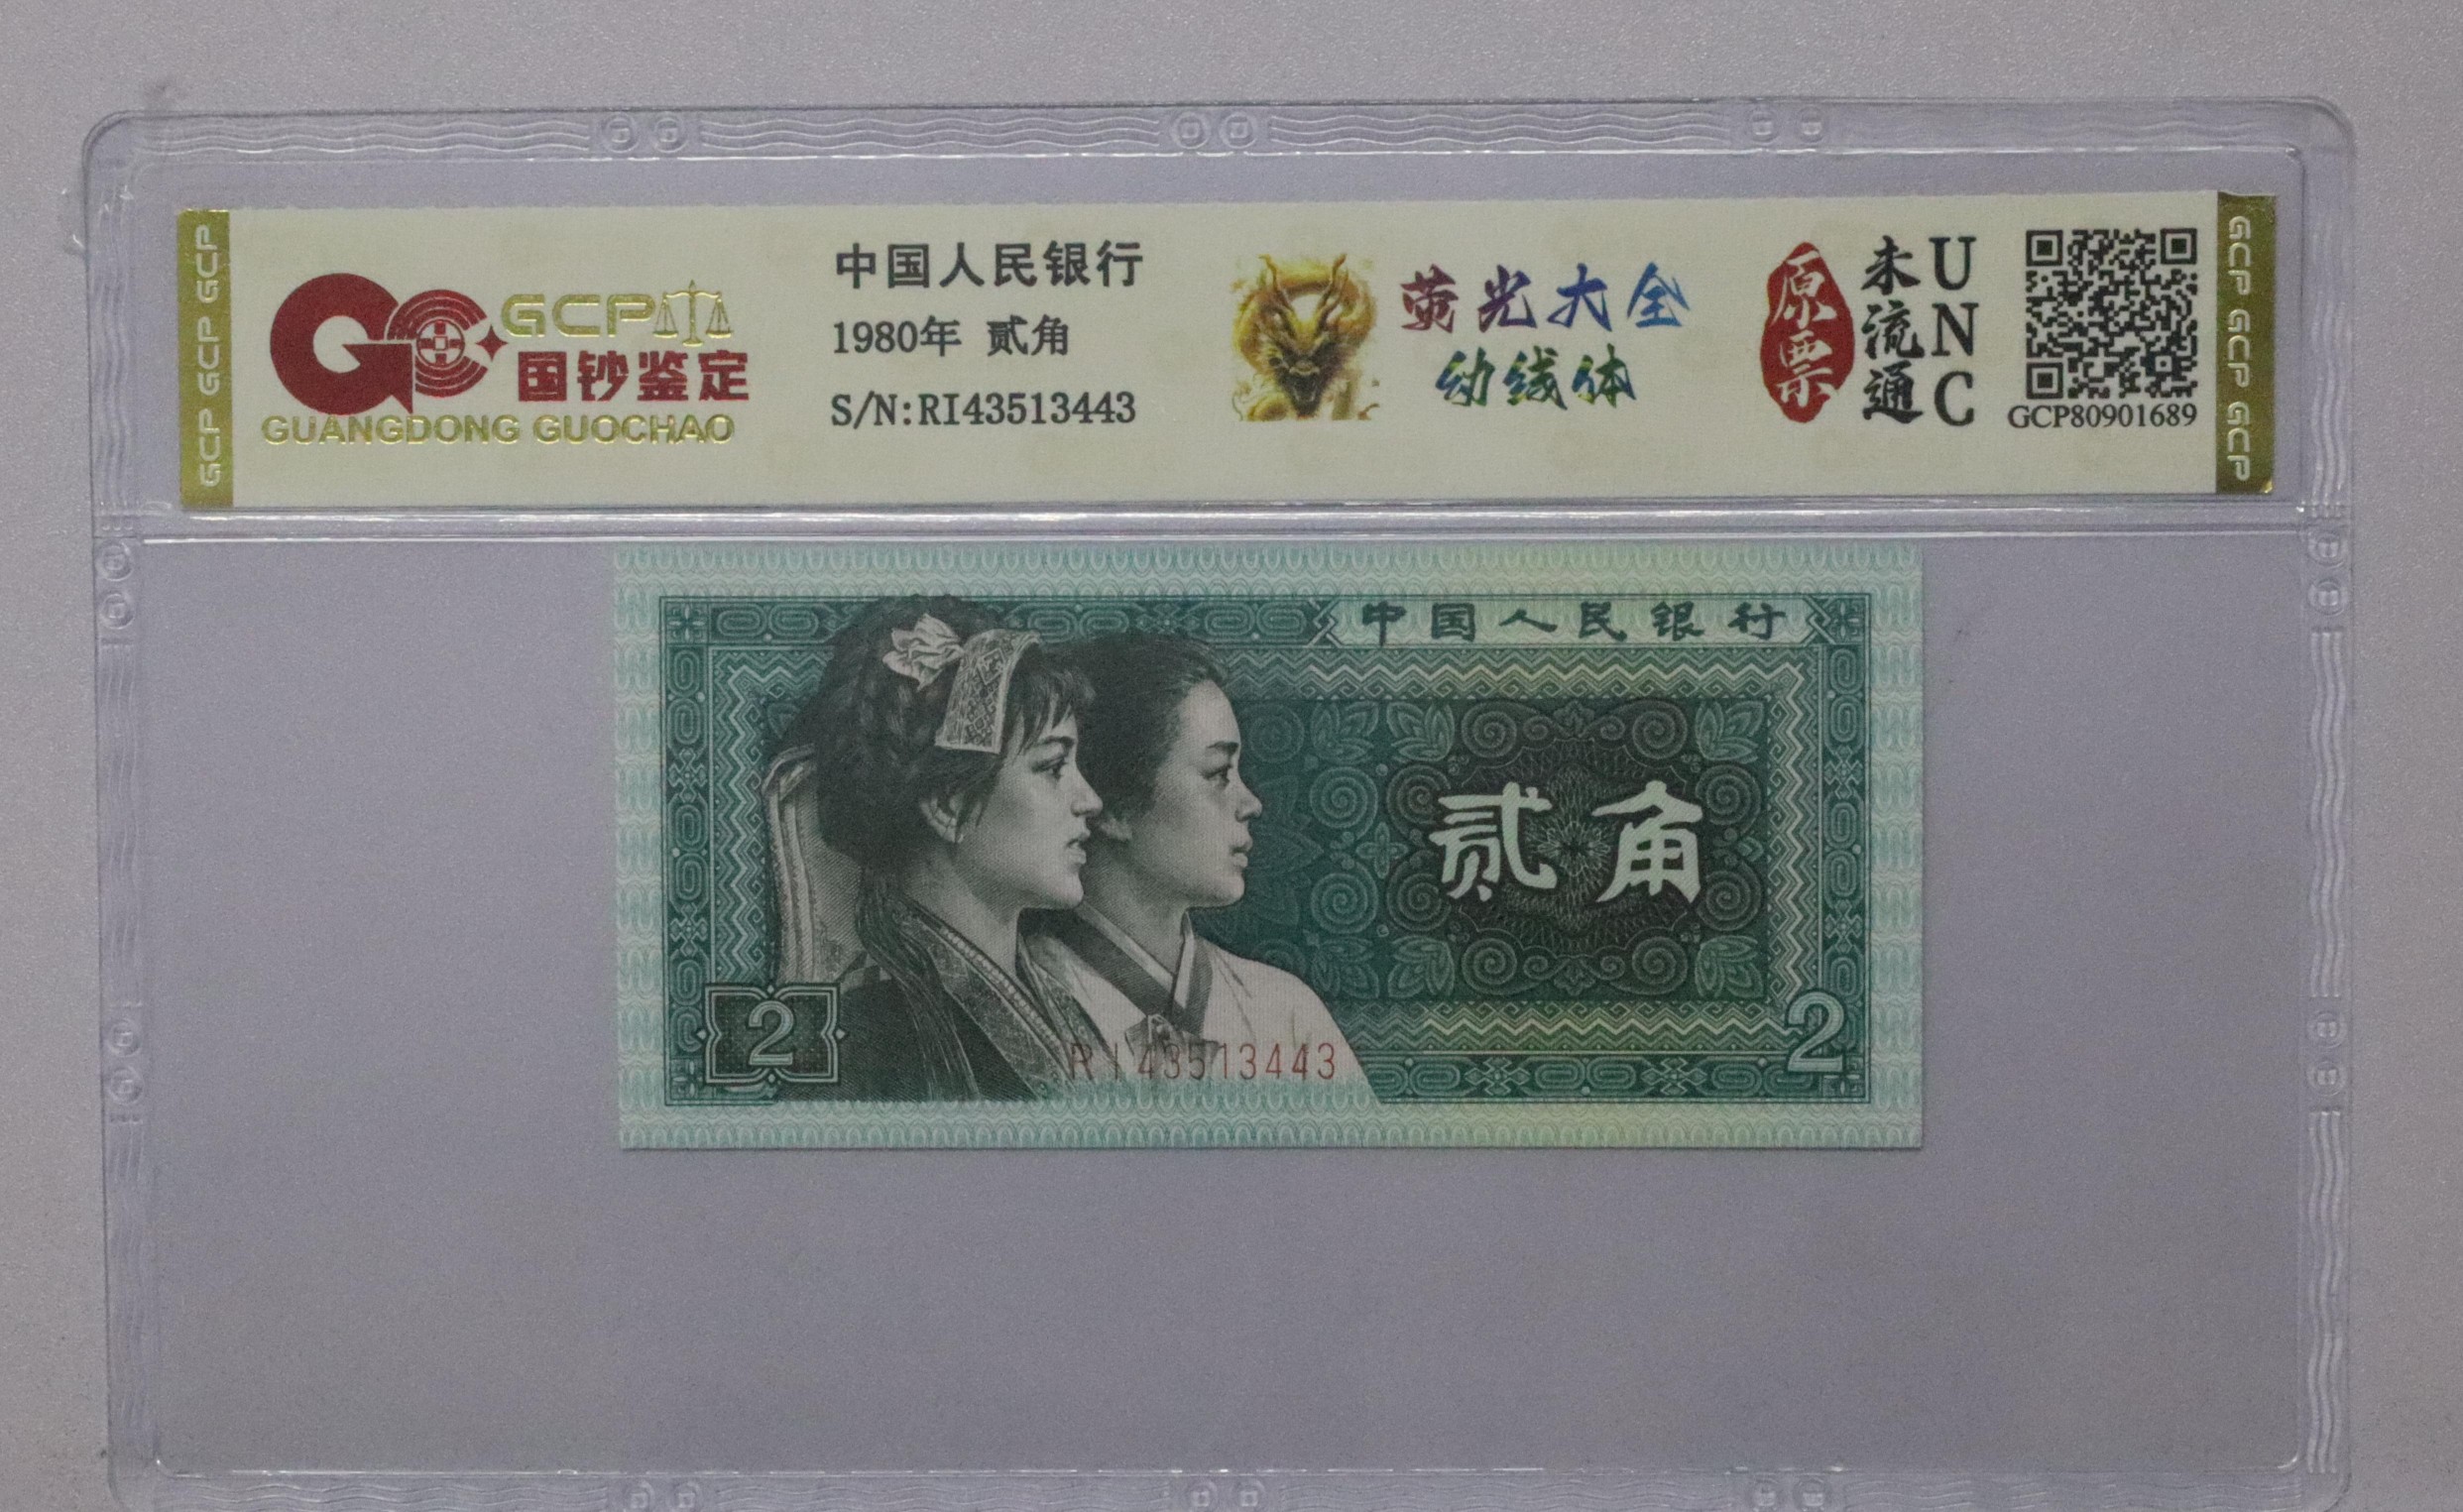 GCP GCP GCP
GCP
国钞鉴定
GUANGDONG GUOCHAO
中国人民银行
1980年 贰角
S/N:RI43513443
荧光大全
幼线体
原票
未流通
UNC
GCP80901689
GCP GCP GCP
中国人民银行
贰角
2
RI43513443
2